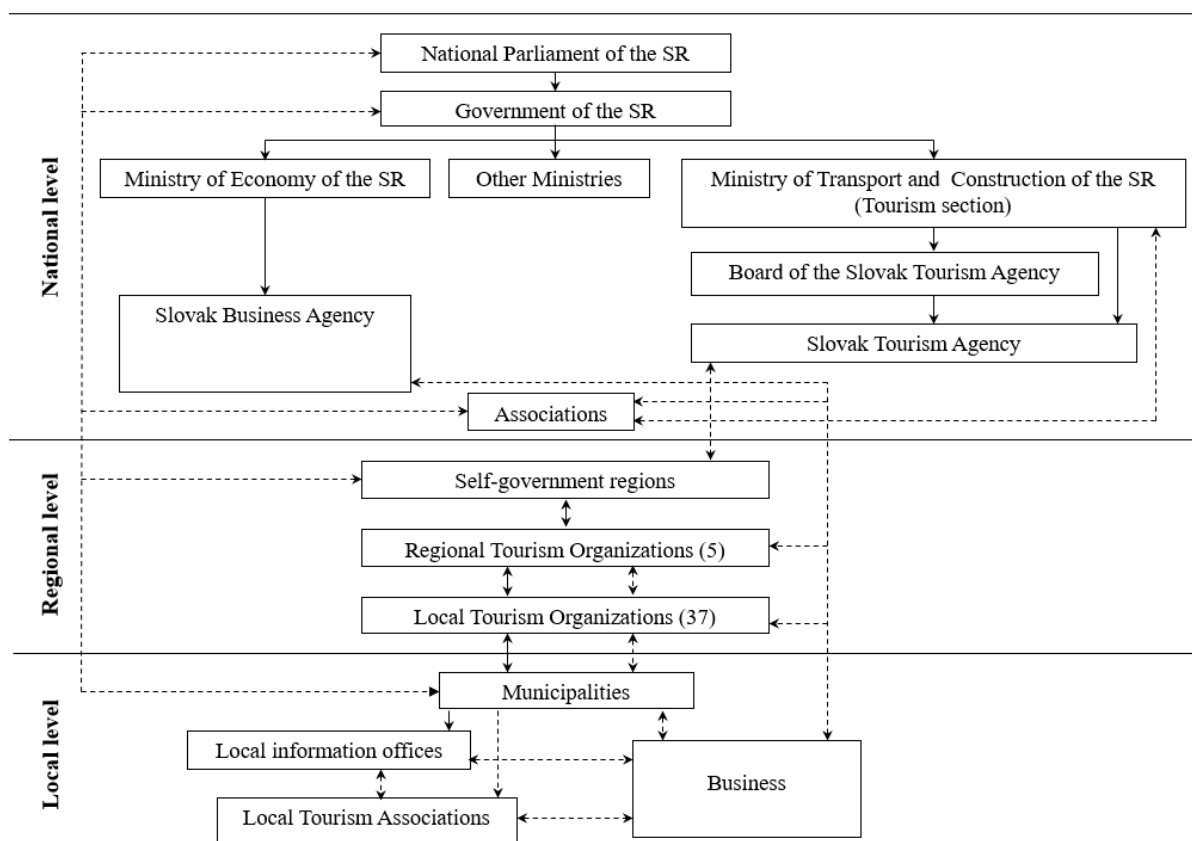 National level
National Parliament of the SR
Government of the SR
Ministry of Economy of the SR
Other Ministries
Ministry of Transport and Construction of the SR
(Tourism section)
Board of the Slovak Tourism Agency
Slovak Business Agency
Slovak Tourism Agency
Associations
Regional level
Self-government regions
Regional Tourism Organizations (5)
Local Tourism Organizations (37)
Local level
Municipalities
Local information offices
Business
Local Tourism Associations